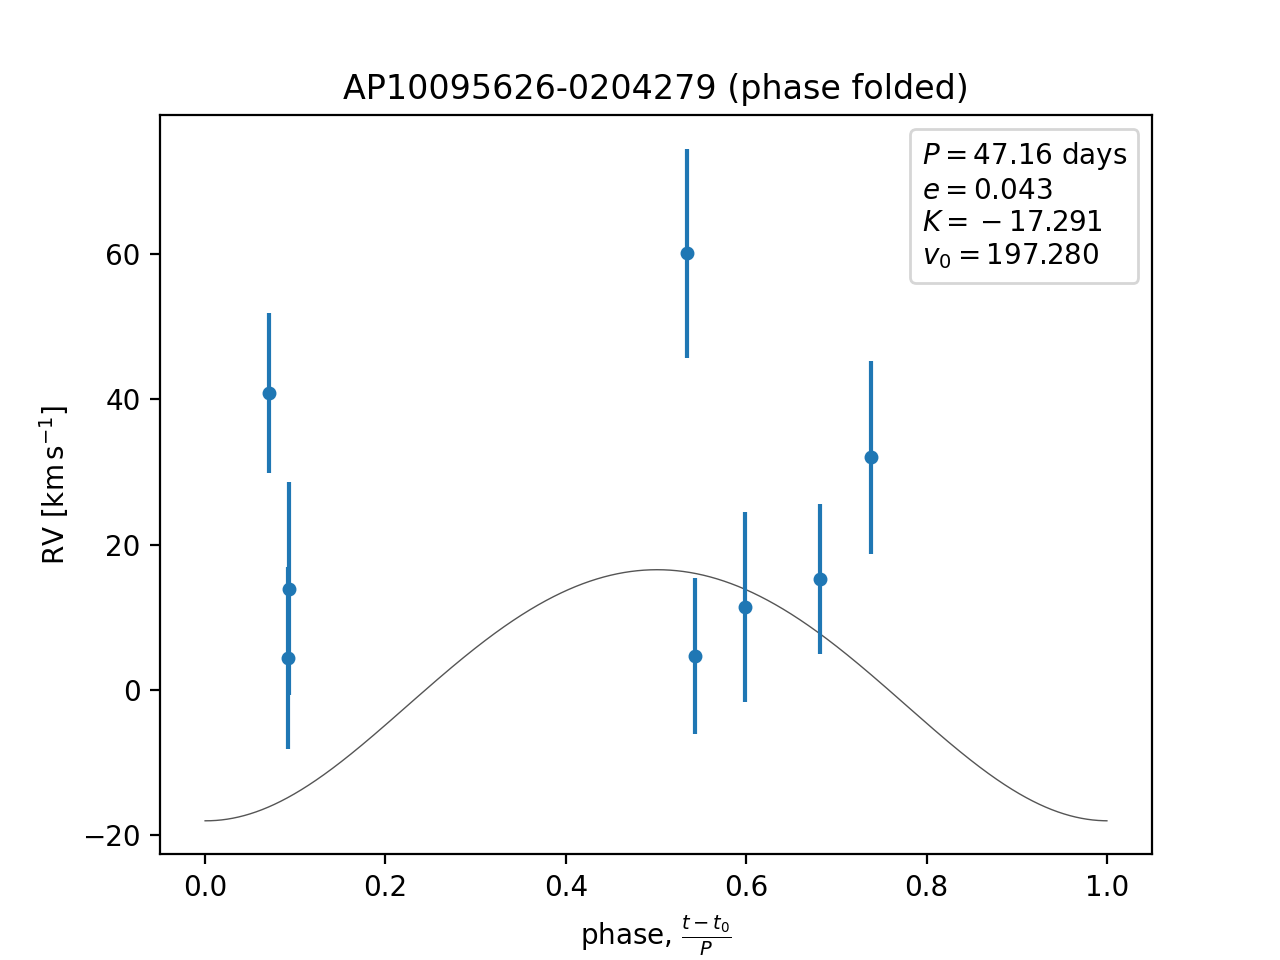 AP10095626-0204279 (phase folded)
P = 47.16 days
e = 0.043
K = −17.291
v₀ = 197.280
60
40
20
0
−20
RV [km s⁻¹]
0.0 0.2 0.4 0.6 0.8 1.0
phase, (t − t₀)/P